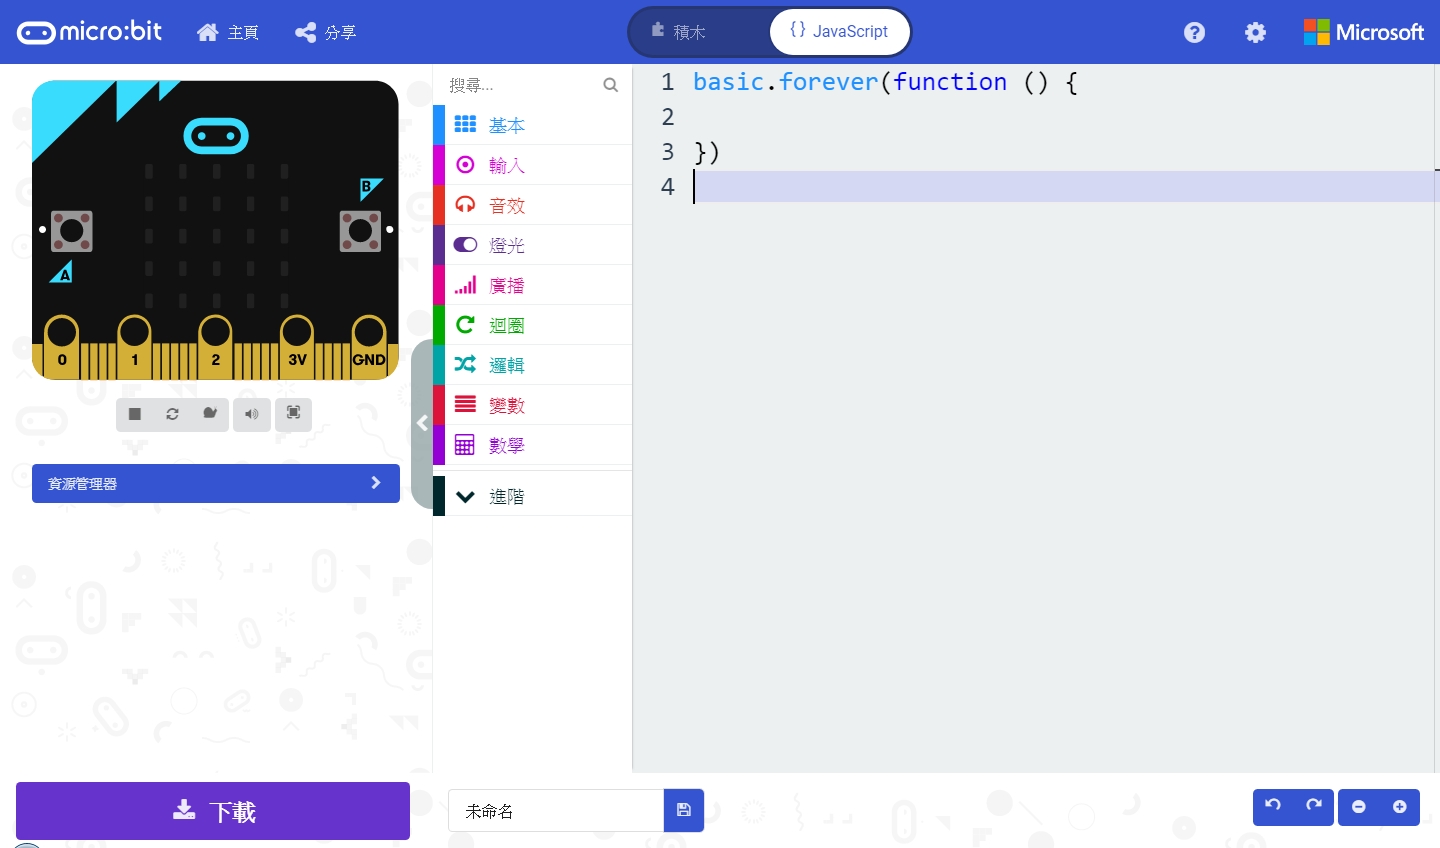 micro:bit
主頁
分享
積木
{} JavaScript
Microsoft
B
A
0
1
2
3V
GND
資源管理器
搜尋...
基本
輸入
音效
燈光
廣播
迴圈
邏輯
變數
數學
進階
1 basic.forever(function () {
2
3 })
4
下載
未命名